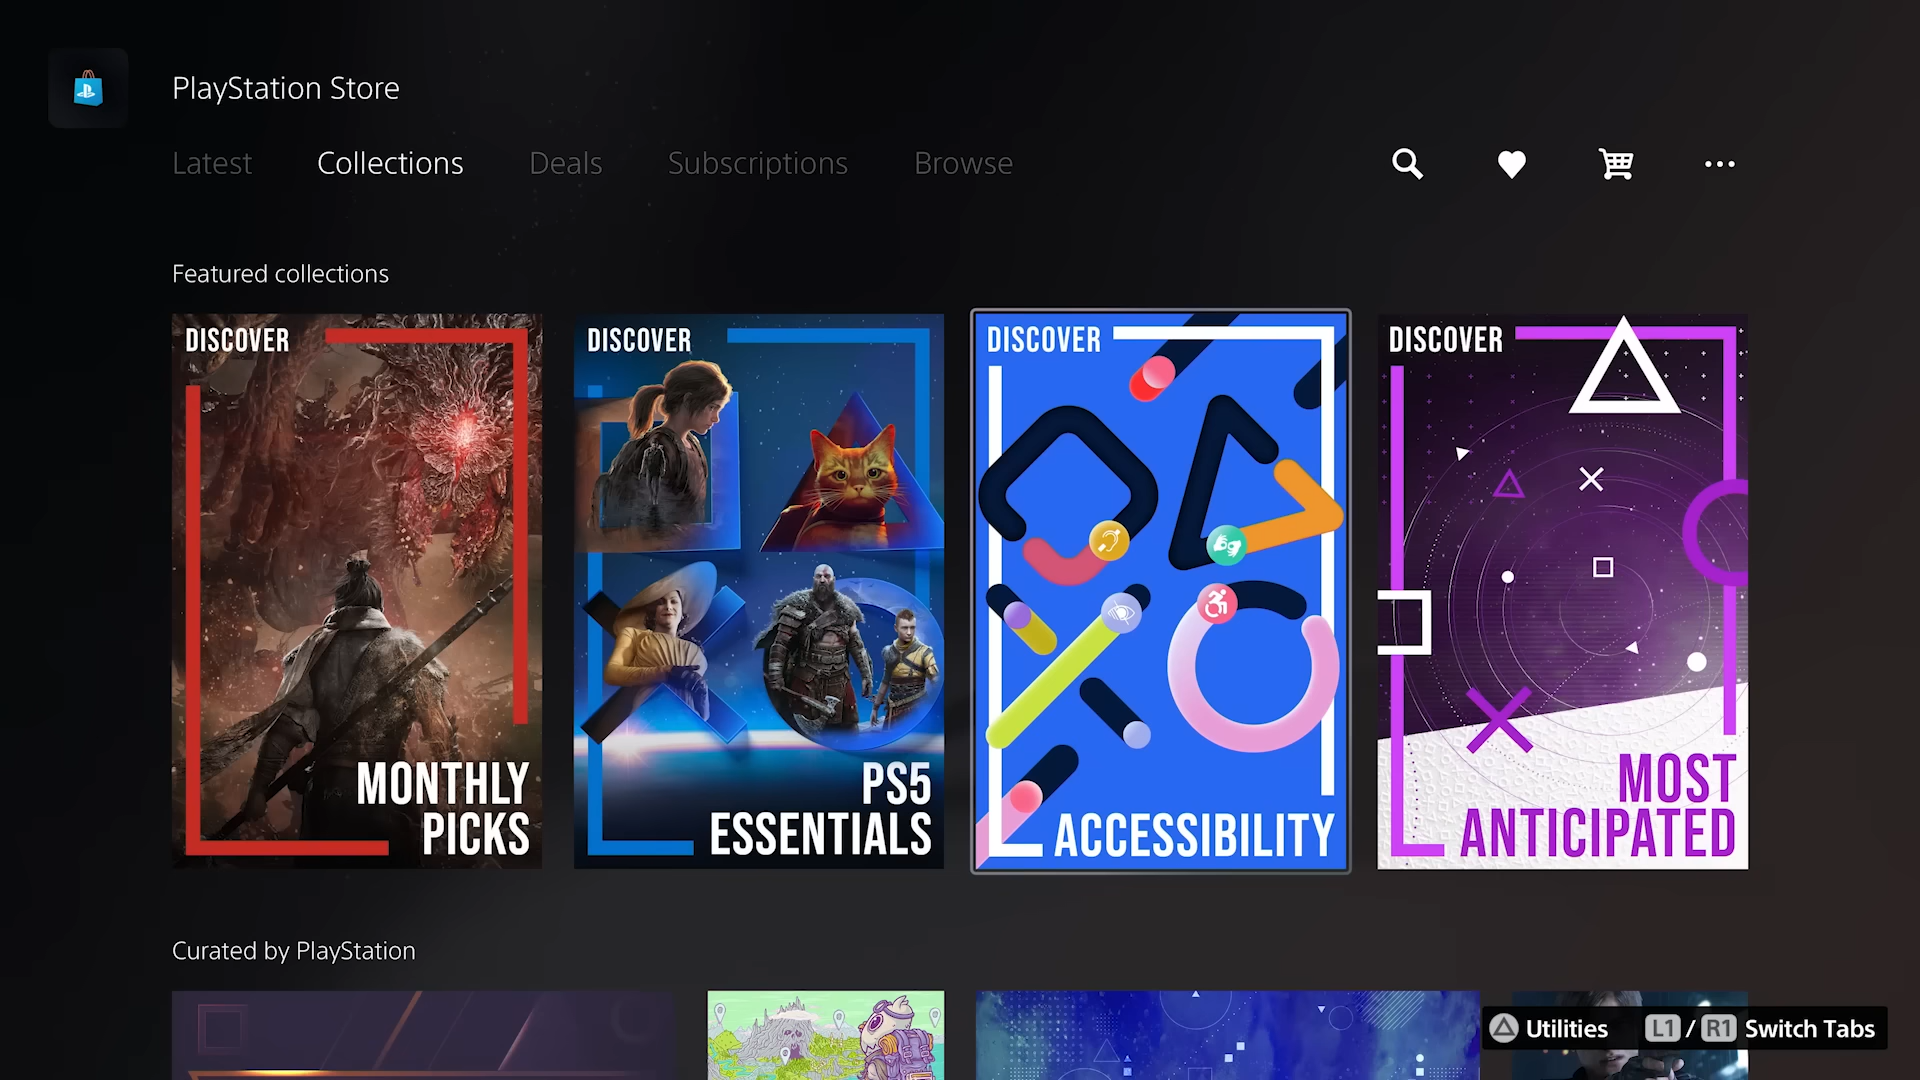 PlayStation Store
Latest
Collections
Deals
Subscriptions
Browse
Featured collections
DISCOVER
MONTHLY
PICKS
DISCOVER
PS5
ESSENTIALS
DISCOVER
ACCESSIBILITY
DISCOVER
MOST
ANTICIPATED
Curated by PlayStation
Utilities
L1 / R1 Switch Tabs